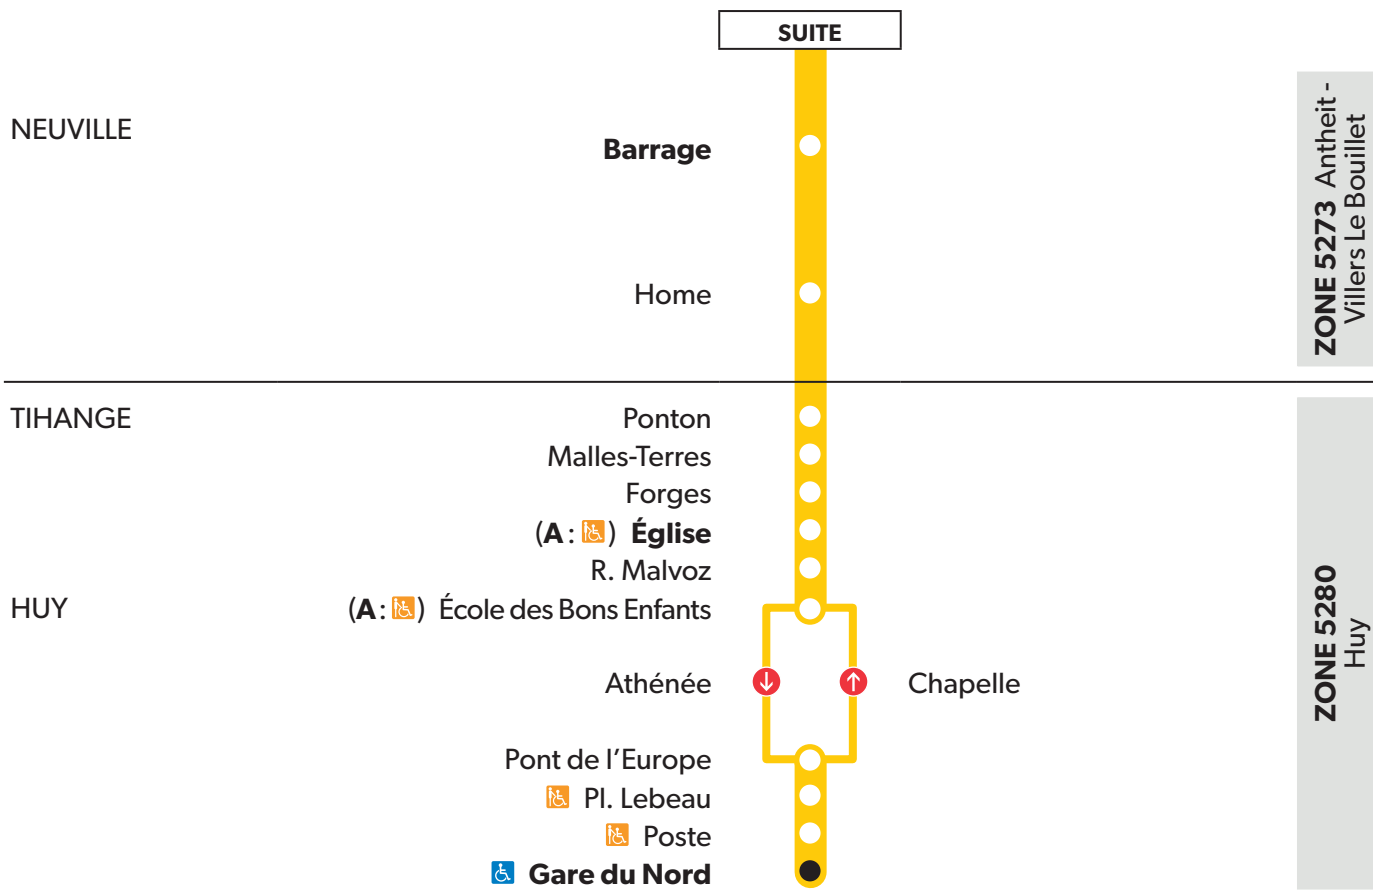 SUITE
NEUVILLE
Barrage
Home
ZONE 5273 Antheit -
Villers Le Bouillet
TIHANGE
Ponton
Malles-Terres
Forges
(A: ) Église
R. Malvoz
HUY
(A: ) École des Bons Enfants
Athénée
Chapelle
Pont de l'Europe
Pl. Lebeau
Poste
Gare du Nord
ZONE 5280
Huy